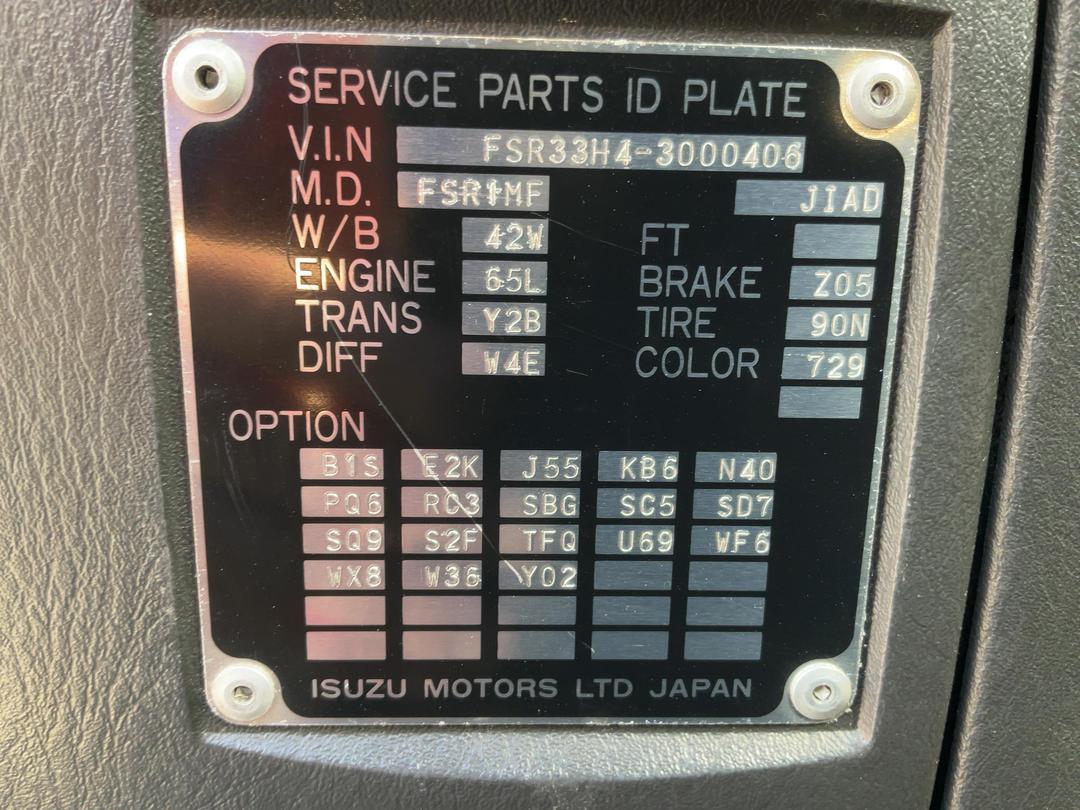 SERVICE PARTS ID PLATE
V.I.N FSR33H4-3000406
M.D. FSR1MF JIAD
W/B 42W FT
ENGINE 65L BRAKE Z05
TRANS Y2B TIRE 90N
DIFF W4E COLOR 729
OPTION
B1S E2K J55 KB6 N40
PQ6 RC3 SBG SC5 SD7
SQ9 S2F TFQ U69 WF6
WX8 W36 Y02
ISUZU MOTORS LTD JAPAN